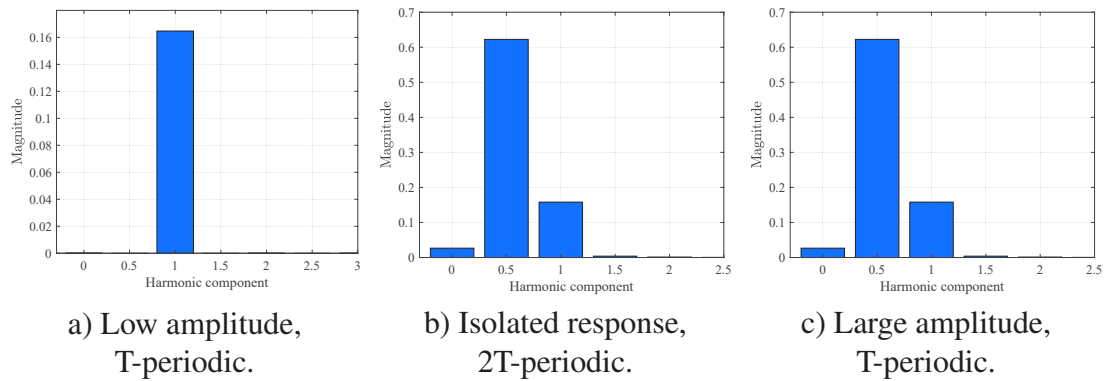 0.16
0.14
0.12
0.1
0.08
0.06
0.04
0.02
0
Magnitude
0 0.5 1 1.5 2 2.5 3
Harmonic component
a) Low amplitude,
T-periodic.
0.7
0.6
0.5
0.4
0.3
0.2
0.1
0
Magnitude
0 0.5 1 1.5 2 2.5
Harmonic component
b) Isolated response,
2T-periodic.
0.7
0.6
0.5
0.4
0.3
0.2
0.1
0
Magnitude
0 0.5 1 1.5 2 2.5
Harmonic component
c) Large amplitude,
T-periodic.